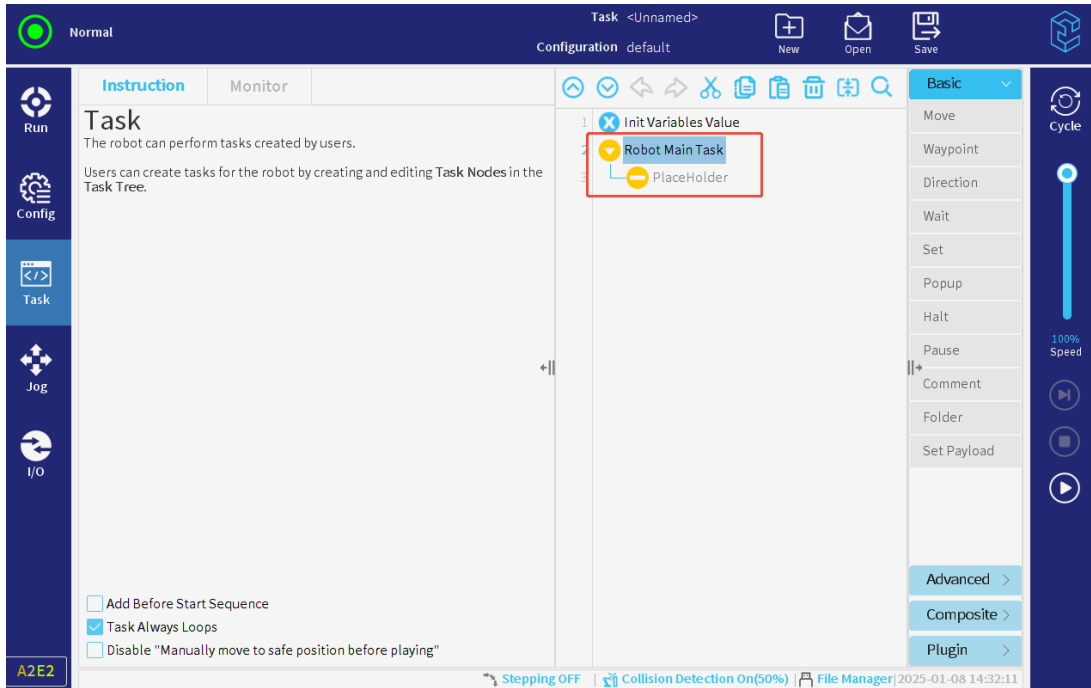 Normal
Task <Unnamed>
Configuration default
New
Open
Save
Run
Config
Task
Jog
I/O
A2E2
Instruction
Monitor
Task
The robot can perform tasks created by users.
Users can create tasks for the robot by creating and editing Task Nodes in the
Task Tree.
Add Before Start Sequence
Task Always Loops
Disable "Manually move to safe position before playing"
1 Init Variables Value
2 Robot Main Task
3 PlaceHolder
Basic
Move
Waypoint
Direction
Wait
Set
Popup
Halt
Pause
Comment
Folder
Set Payload
Advanced >
Composite >
Plugin >
Cycle
100%
Speed
Stepping OFF | Collision Detection On(50%) | File Manager | 2025-01-08 14:32:11